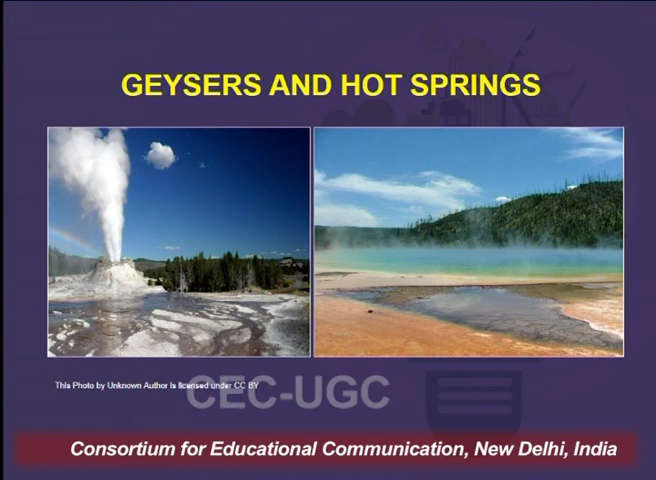 GEYSERS AND HOT SPRINGS
This Photo by Unknown Author is licensed under CC BY
CEC-UGC
Consortium for Educational Communication, New Delhi, India